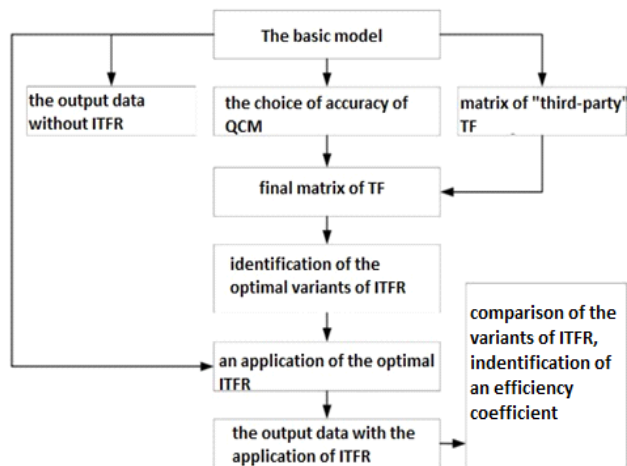 The basic model
the output data
without ITFR
the choice of accuracy of
QCM
matrix of "third-party"
TF
final matrix of TF
identification of the
optimal variants of ITFR
comparison of the
variants of ITFR,
indentification of
an efficiency
coefficient
an application of the optimal
ITFR
the output data with the
application of ITFR